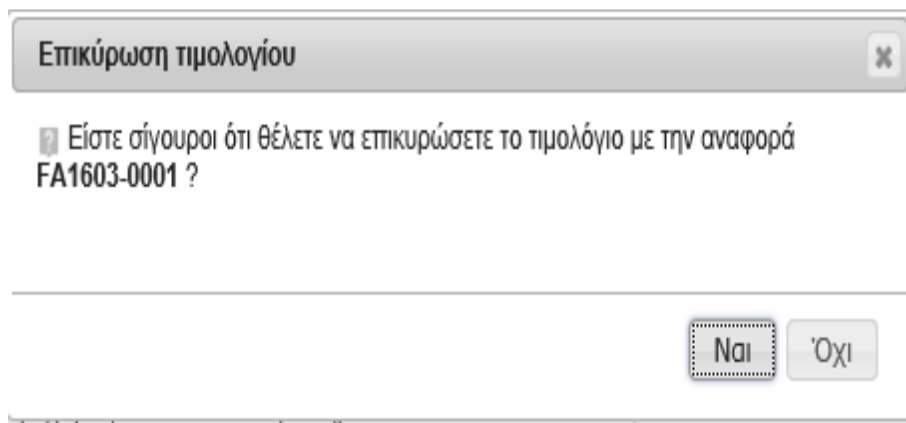 Επικύρωση τιμολογίου
Είστε σίγουροι ότι θέλετε να επικυρώσετε το τιμολόγιο με την αναφορά
FA1603-0001 ?
Ναι
Όχι